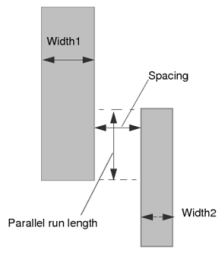 Width1
Spacing
Parallel run length
Width2